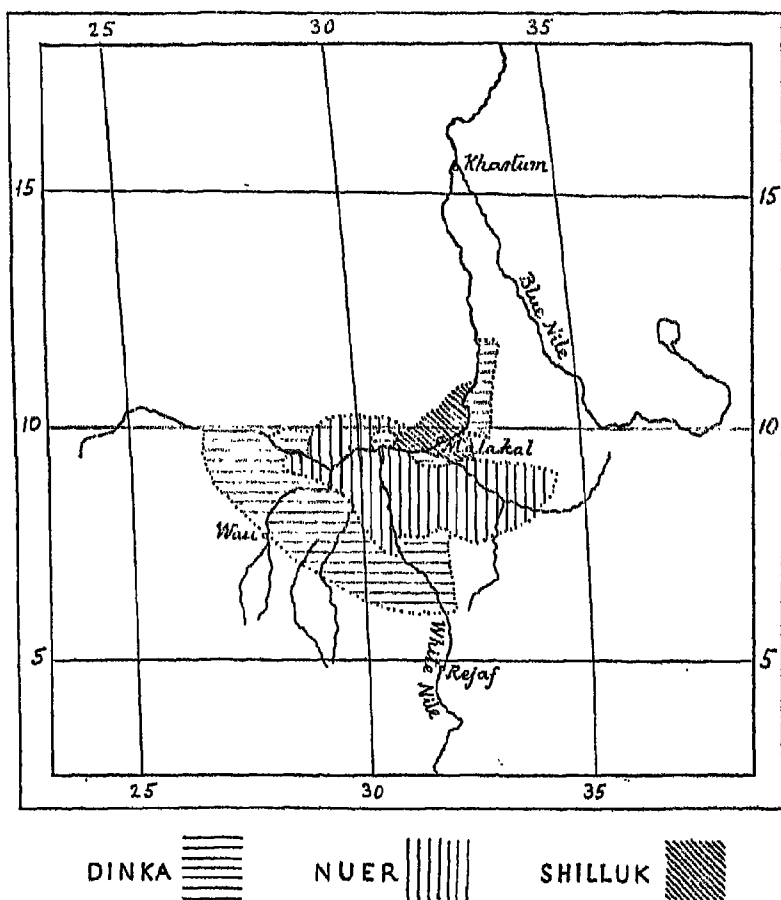 25 30 35
Khartum
15 15
Blue Nile
10 10
Malakal
Wau
White Nile
5 5
Rejaf
25 30 35
DINKA NUER SHILLUK